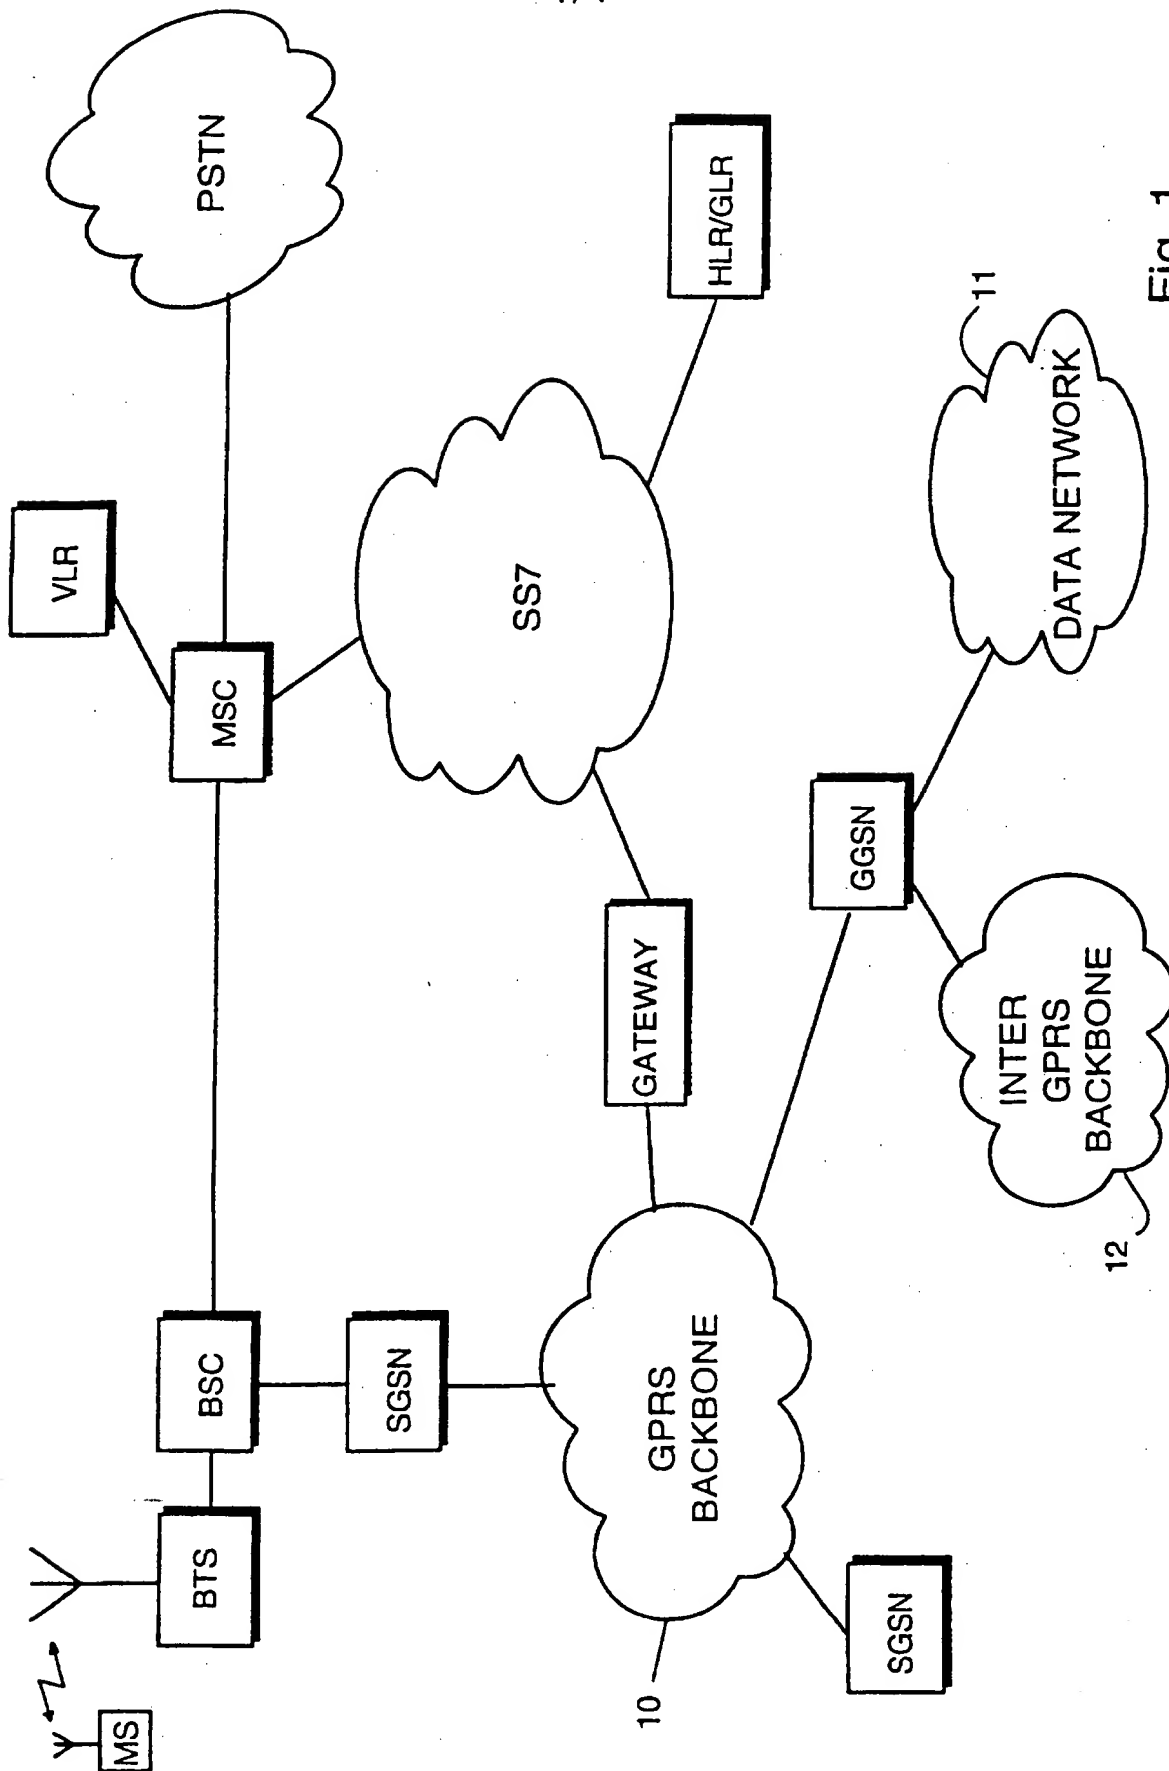 MS
BTS
BSC
MSC
VLR
PSTN
SGSN
SS7
HLR/GLR
GATEWAY
GPRS
BACKBONE
10
SGSN
GGSN
INTER
GPRS
BACKBONE
12
DATA NETWORK
11